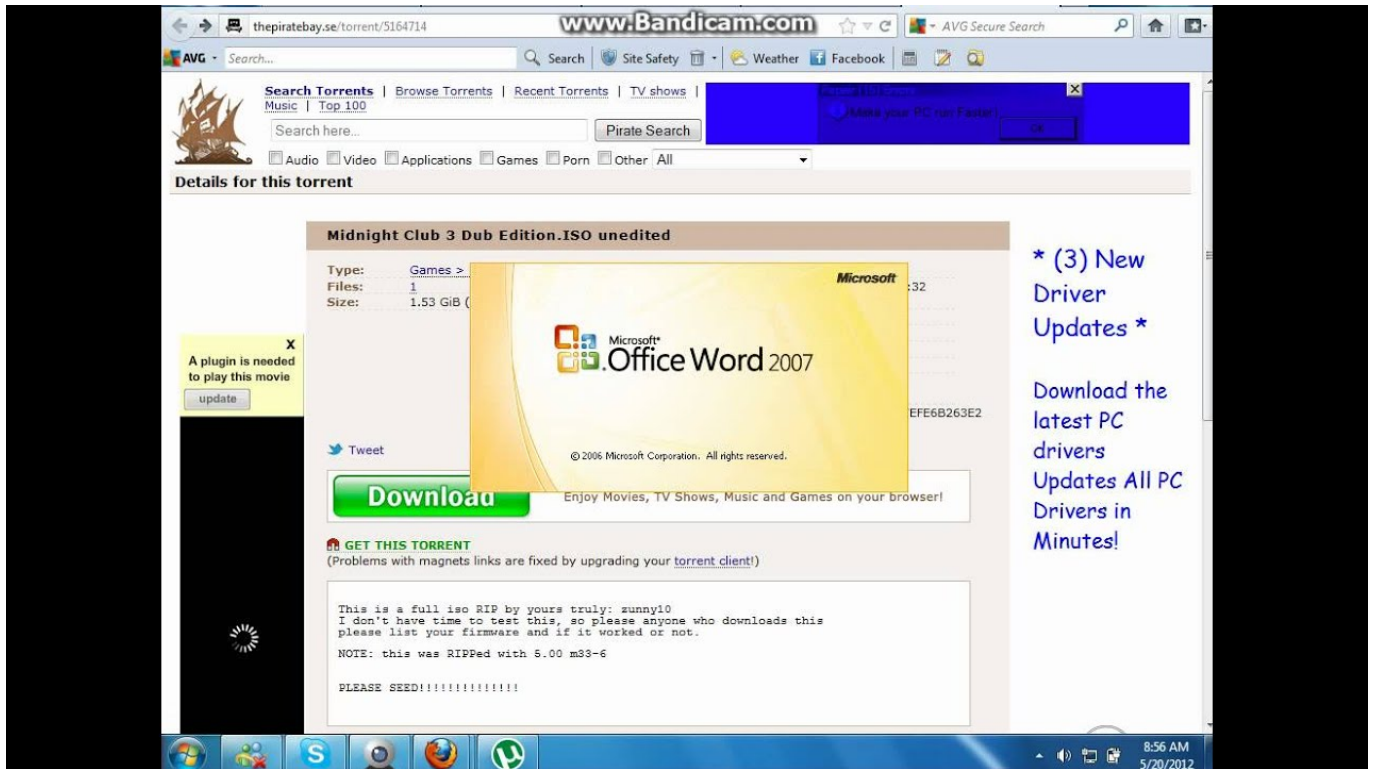 www.Bandicam.com
thepiratebay.se/torrent/5164714
AVG Secure Search
AVG
Search...
Search
Site Safety
Weather
Facebook
Search Torrents | Browse Torrents | Recent Torrents | TV shows |
Music | Top 100
Search here...
Pirate Search
Audio Video Applications Games Porn Other All
Make your PC run Faster!
OK
Details for this torrent
Midnight Club 3 Dub Edition.ISO unedited
Type: Games >
Files: 1
:32
Size: 1.53 GiB (
Microsoft
Microsoft
Office Word 2007
© 2006 Microsoft Corporation. All rights reserved.
EFE6B263E2
* (3) New
Driver
Updates *
Download the
latest PC
drivers
Updates All PC
Drivers in
Minutes!
X
A plugin is needed
to play this movie
update
Tweet
Download
Enjoy Movies, TV Shows, Music and Games on your browser!
GET THIS TORRENT
(Problems with magnets links are fixed by upgrading your torrent client!)
This is a full iso RIP by yours truly: zunny10
I don't have time to test this, so please anyone who downloads this
please list your firmware and if it worked or not.
NOTE: this was RIPPed with 5.00 m33-6
PLEASE SEED!!!!!!!!!!!!!!
8:56 AM
5/20/2012